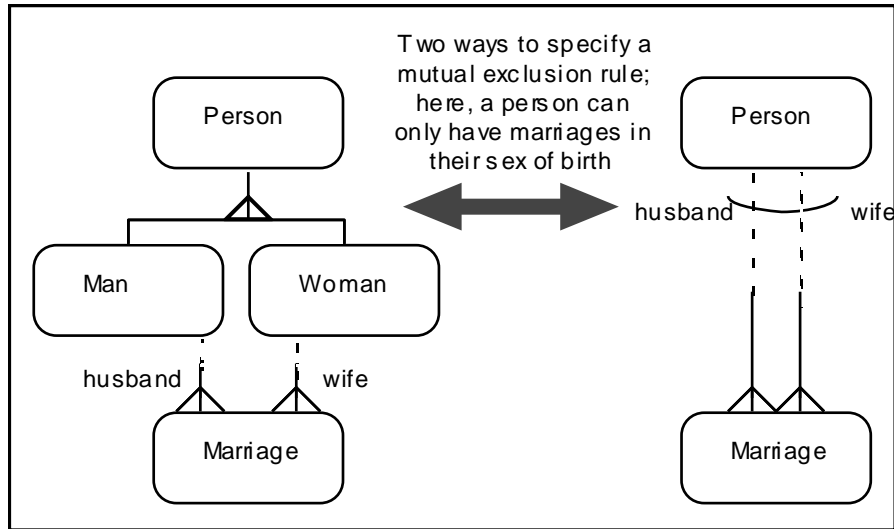 Two ways to specify a
mutual exclusion rule;
here, a person can
only have marriages in
their sex of birth
Person
Man
Woman
husband
wife
Marriage
Person
husband
wife
Marriage